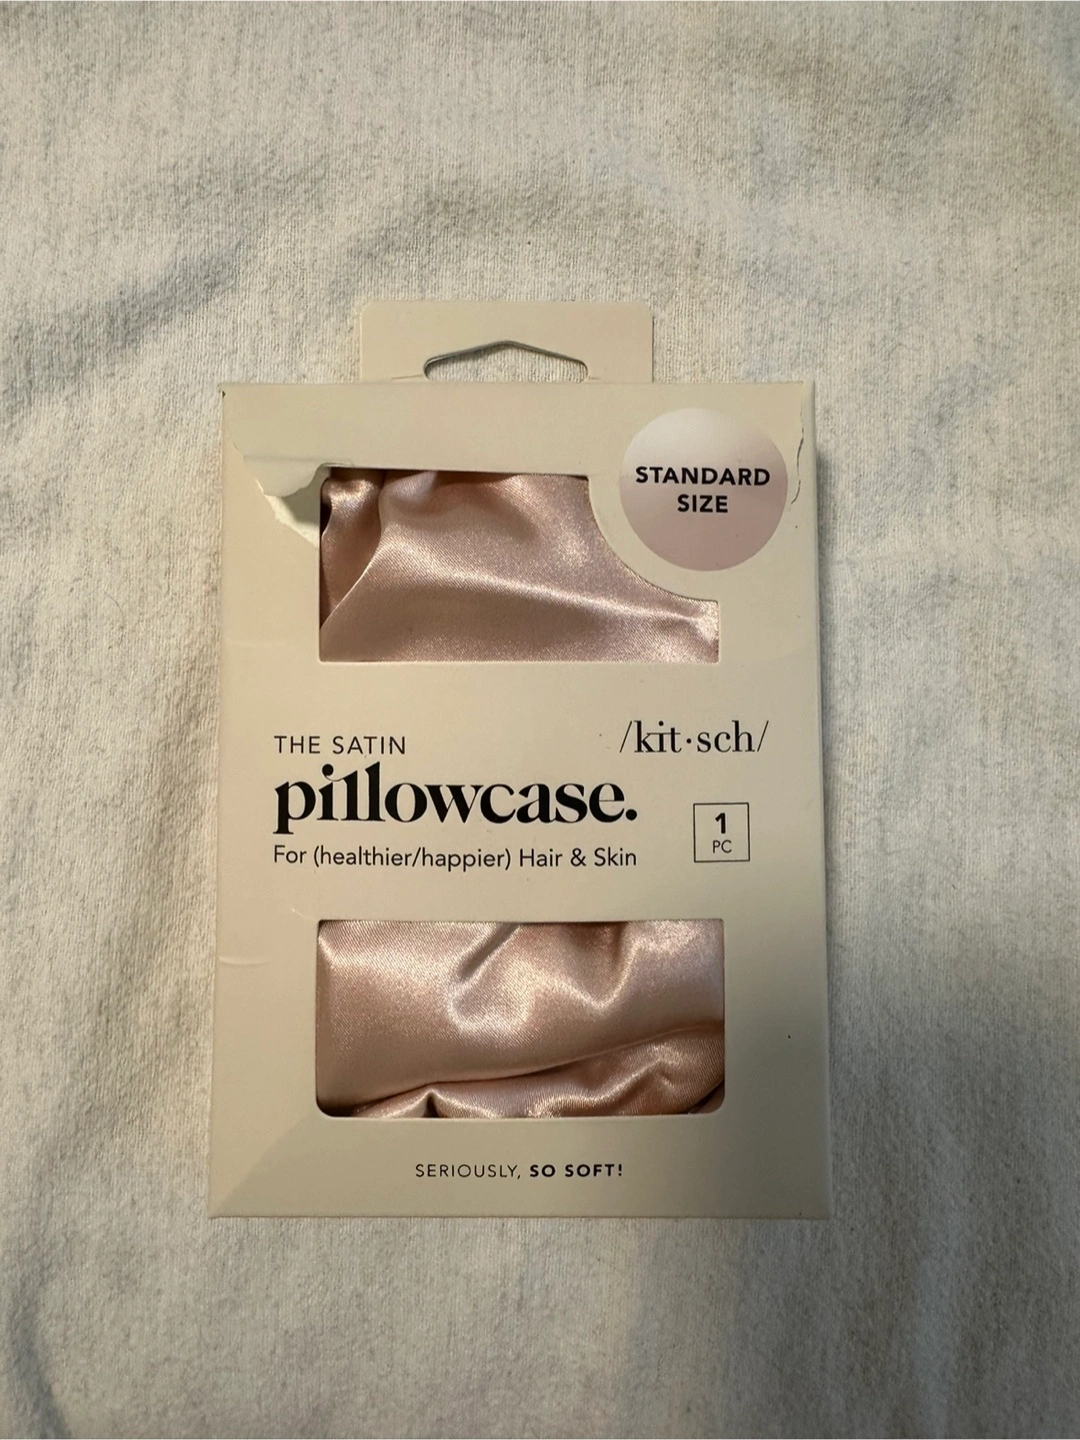 STANDARD
SIZE
THE SATIN
/kit·sch/
pillowcase.
1
PC
For (healthier/happier) Hair & Skin
SERIOUSLY, SO SOFT!